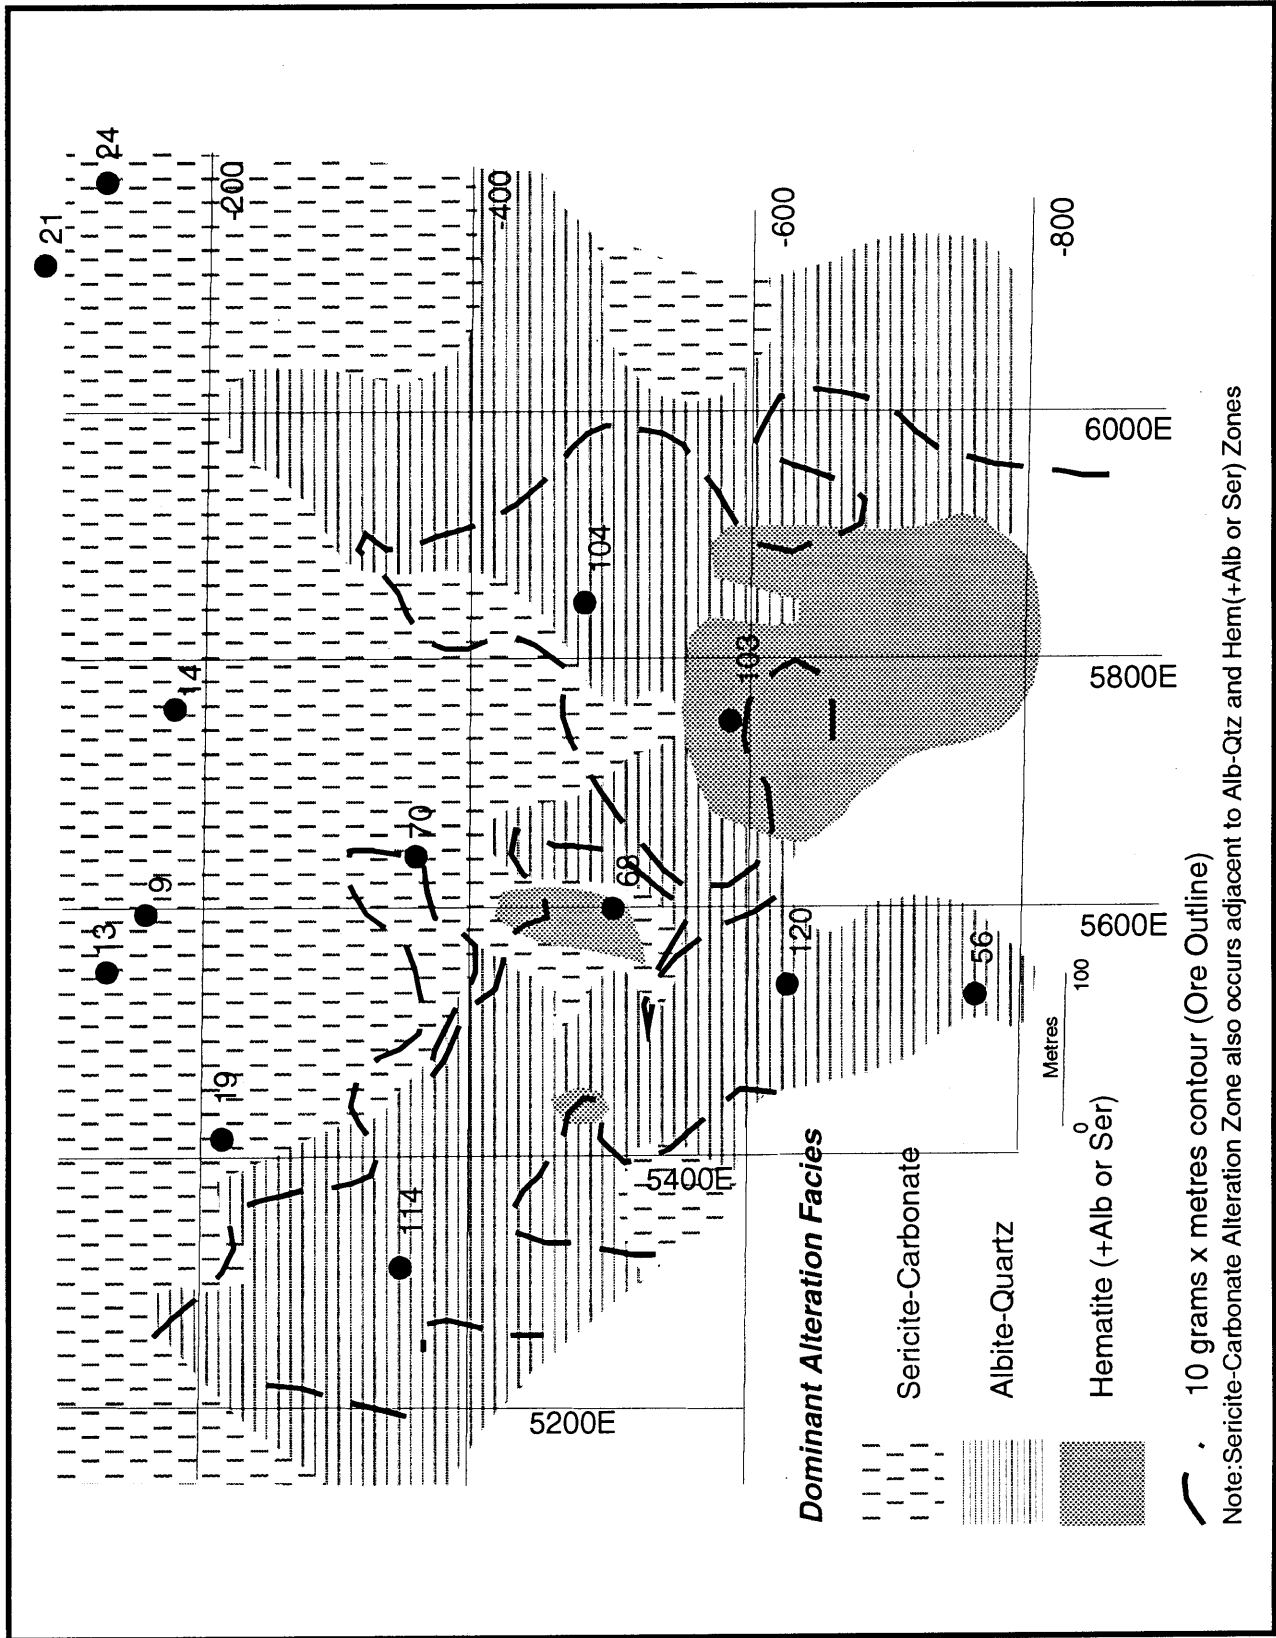 21
24
13
9
14
19
-200
70
114
104
-400
68
103
-600
120
56
-800
5200E
5400E
5600E
5800E
6000E
Metres
0
100
Dominant Alteration Facies
Sericite-Carbonate
Albite-Quartz
Hematite (+Alb or Ser)
10 grams x metres contour (Ore Outline)
Note:Sericite-Carbonate Alteration Zone also occurs adjacent to Alb-Qtz and Hem(+Alb or Ser) Zones